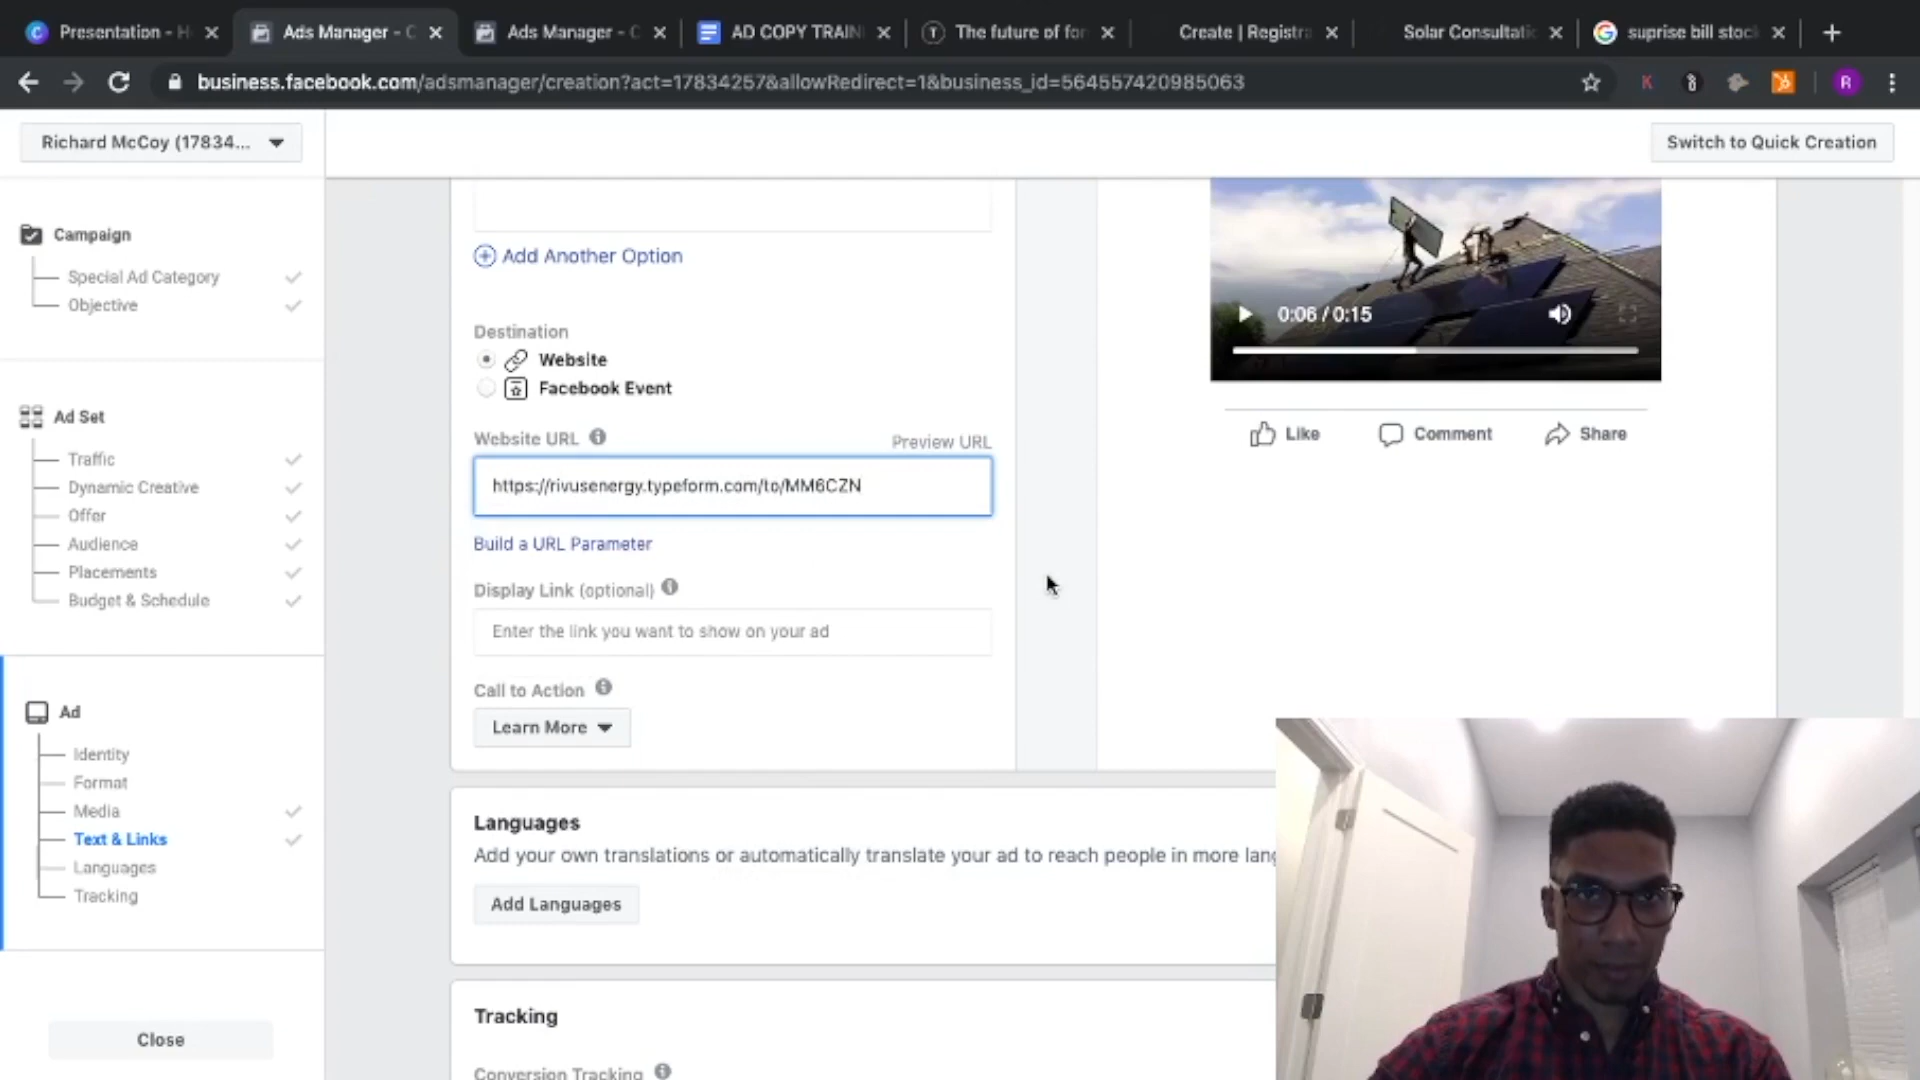 Presentation - H
Ads Manager - C
Ads Manager - C
AD COPY TRAIN
The future of for
Create | Registra
Solar Consultati
suprise bill stoc
business.facebook.com/adsmanager/creation?act=17834257&allowRedirect=1&business_id=564557420985063
K
R
Richard McCoy (17834...
Switch to Quick Creation
Campaign
Special Ad Category
Objective
Ad Set
Traffic
Dynamic Creative
Offer
Audience
Placements
Budget & Schedule
Ad
Identity
Format
Media
Text & Links
Languages
Tracking
Close
Add Another Option
Destination
Website
Facebook Event
Website URL
Preview URL
https://rivusenergy.typeform.com/to/MM6CZN
Build a URL Parameter
Display Link (optional)
Enter the link you want to show on your ad
Call to Action
Learn More
Languages
Add your own translations or automatically translate your ad to reach people in more lang
Add Languages
Tracking
Conversion Tracking
0:06 / 0:15
Like
Comment
Share